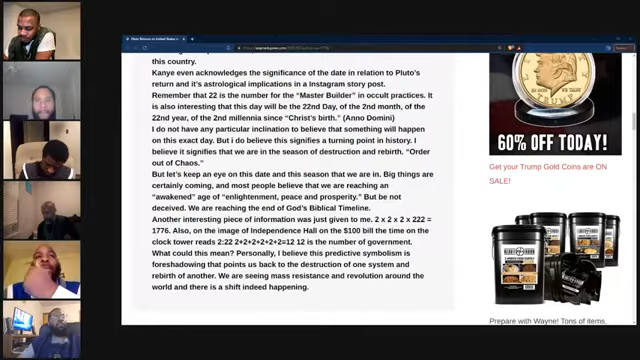 this country.
Kanye even acknowledges the significance of the date in relation to Pluto's
return and it's astrological implications in a Instagram story post.
Remember that 22 is the number for the "Master Builder" in occult practices. It
is also interesting that this day will be the 22nd Day, of the 2nd month, of the
22nd year, of the 2nd millennia since "Christ's birth." (Anno Domini)
I do not have any particular inclination to believe that something will happen
on this exact day. But i do believe this signifies a turning point in history. I
believe it signifies that we are in the season of destruction and rebirth. "Order
out of Chaos."
But let's keep an eye on this date and this season that we are in. Big things are
certainly coming, and most people believe that we are reaching an
"awakened" age of "enlightenment, peace and prosperity." But be not
deceived. We are reaching the end of God's Biblical Timeline.
Another interesting piece of information was just given to me. 2 x 2 x 2 x 222 =
1776. Also, on the image of Independence Hall on the $100 bill the time on the
clock tower reads 2:22 2+2+2+2+2+2=12 12 is the number of government.
What could this mean? Personally, I believe this predictive symbolism is
foreshadowing that points us back to the destruction of one system and
rebirth of another. We are seeing mass resistance and revolution around the
world and there is a shift indeed happening.
TRUMP
60% OFF TODAY!
Get your Trump Gold Coins are ON
SALE!
Prepare with Wayne! Tons of items,